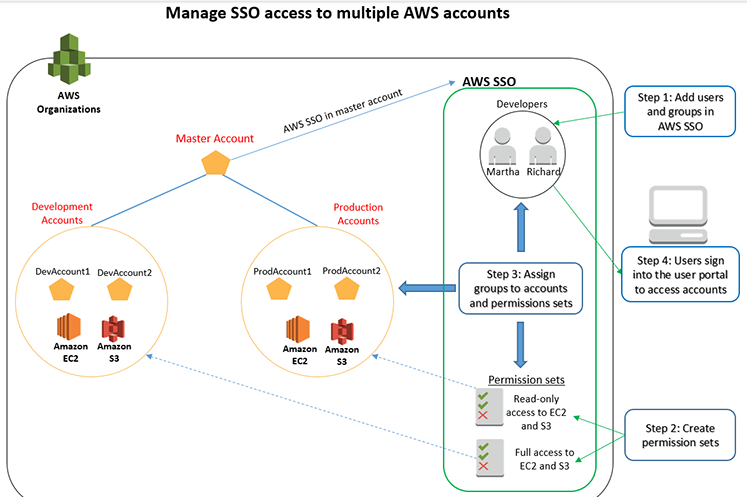 Manage SSO access to multiple AWS accounts
AWS
Organizations
AWS SSO
AWS SSO in master account
Master Account
Developers
Martha
Richard
Step 1: Add users
and groups in
AWS SSO
Development
Accounts
Production
Accounts
DevAccount1
DevAccount2
Amazon
EC2
Amazon
S3
ProdAccount1
ProdAccount2
Amazon
EC2
Amazon
S3
Step 3: Assign
groups to accounts
and permissions sets
Step 4: Users sign
into the user portal
to access accounts
Permission sets
Read-only
access to EC2
and S3
Full access to
EC2 and S3
Step 2: Create
permission sets